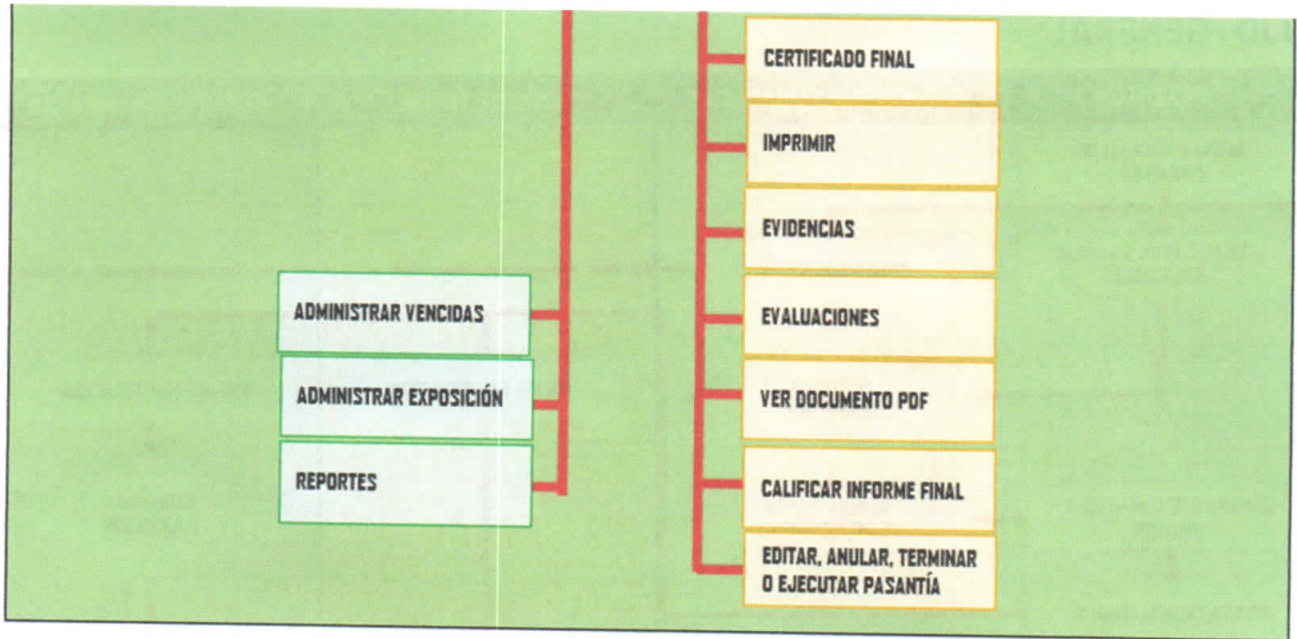 CERTIFICADO FINAL
IMPRIMIR
EVIDENCIAS
ADMINISTRAR VENCIDAS
EVALUACIONES
ADMINISTRAR EXPOSICIÓN
VER DOCUMENTO PDF
REPORTES
CALIFICAR INFORME FINAL
EDITAR, ANULAR, TERMINAR
O EJECUTAR PASANTÍA